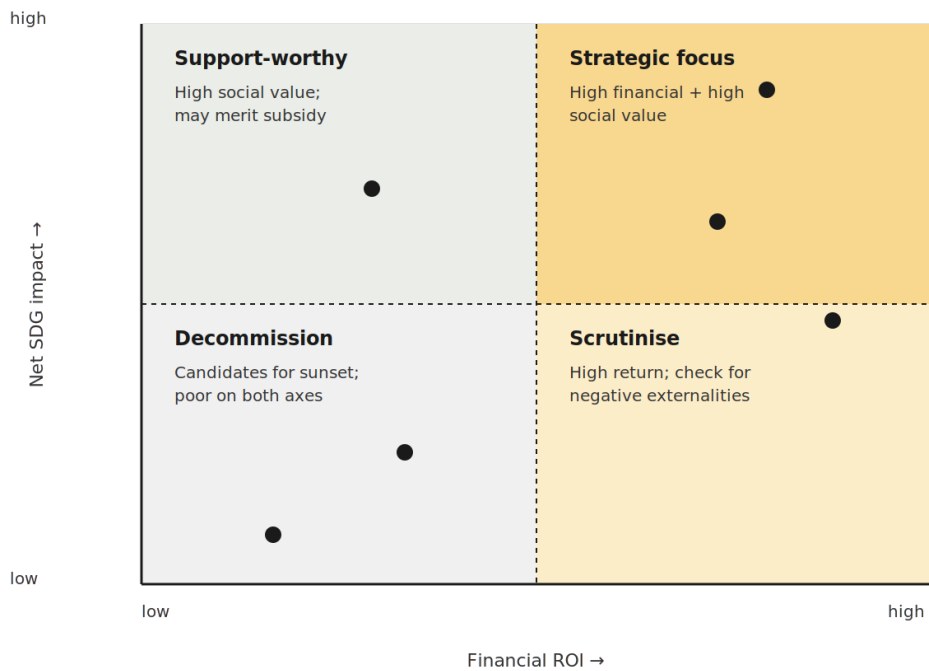 high
Support-worthy
High social value;
may merit subsidy
Strategic focus
High financial + high
social value
Net SDG impact →
Decommission
Candidates for sunset;
poor on both axes
Scrutinise
High return; check for
negative externalities
low
low
high
Financial ROI →